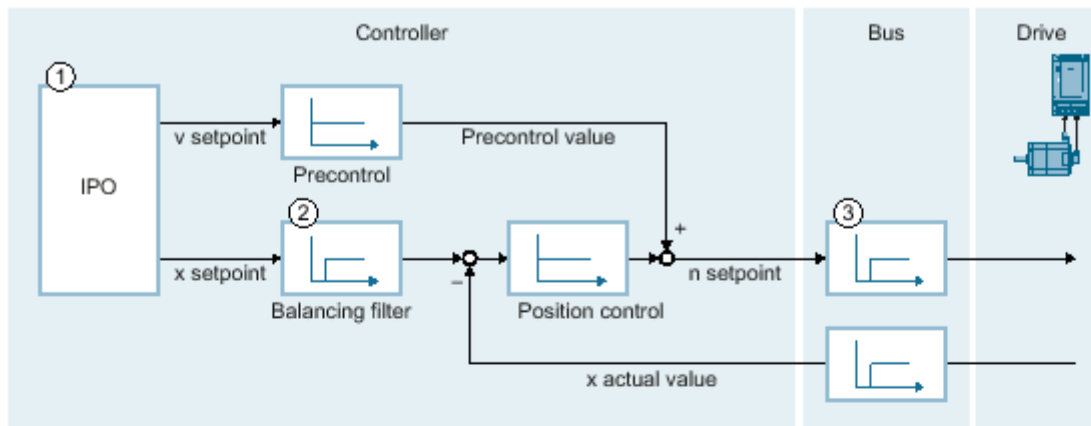 Controller
Bus
Drive
1
v setpoint
Precontrol value
Precontrol
IPO
2
3
+
x setpoint
–
n setpoint
Balancing filter
Position control
x actual value